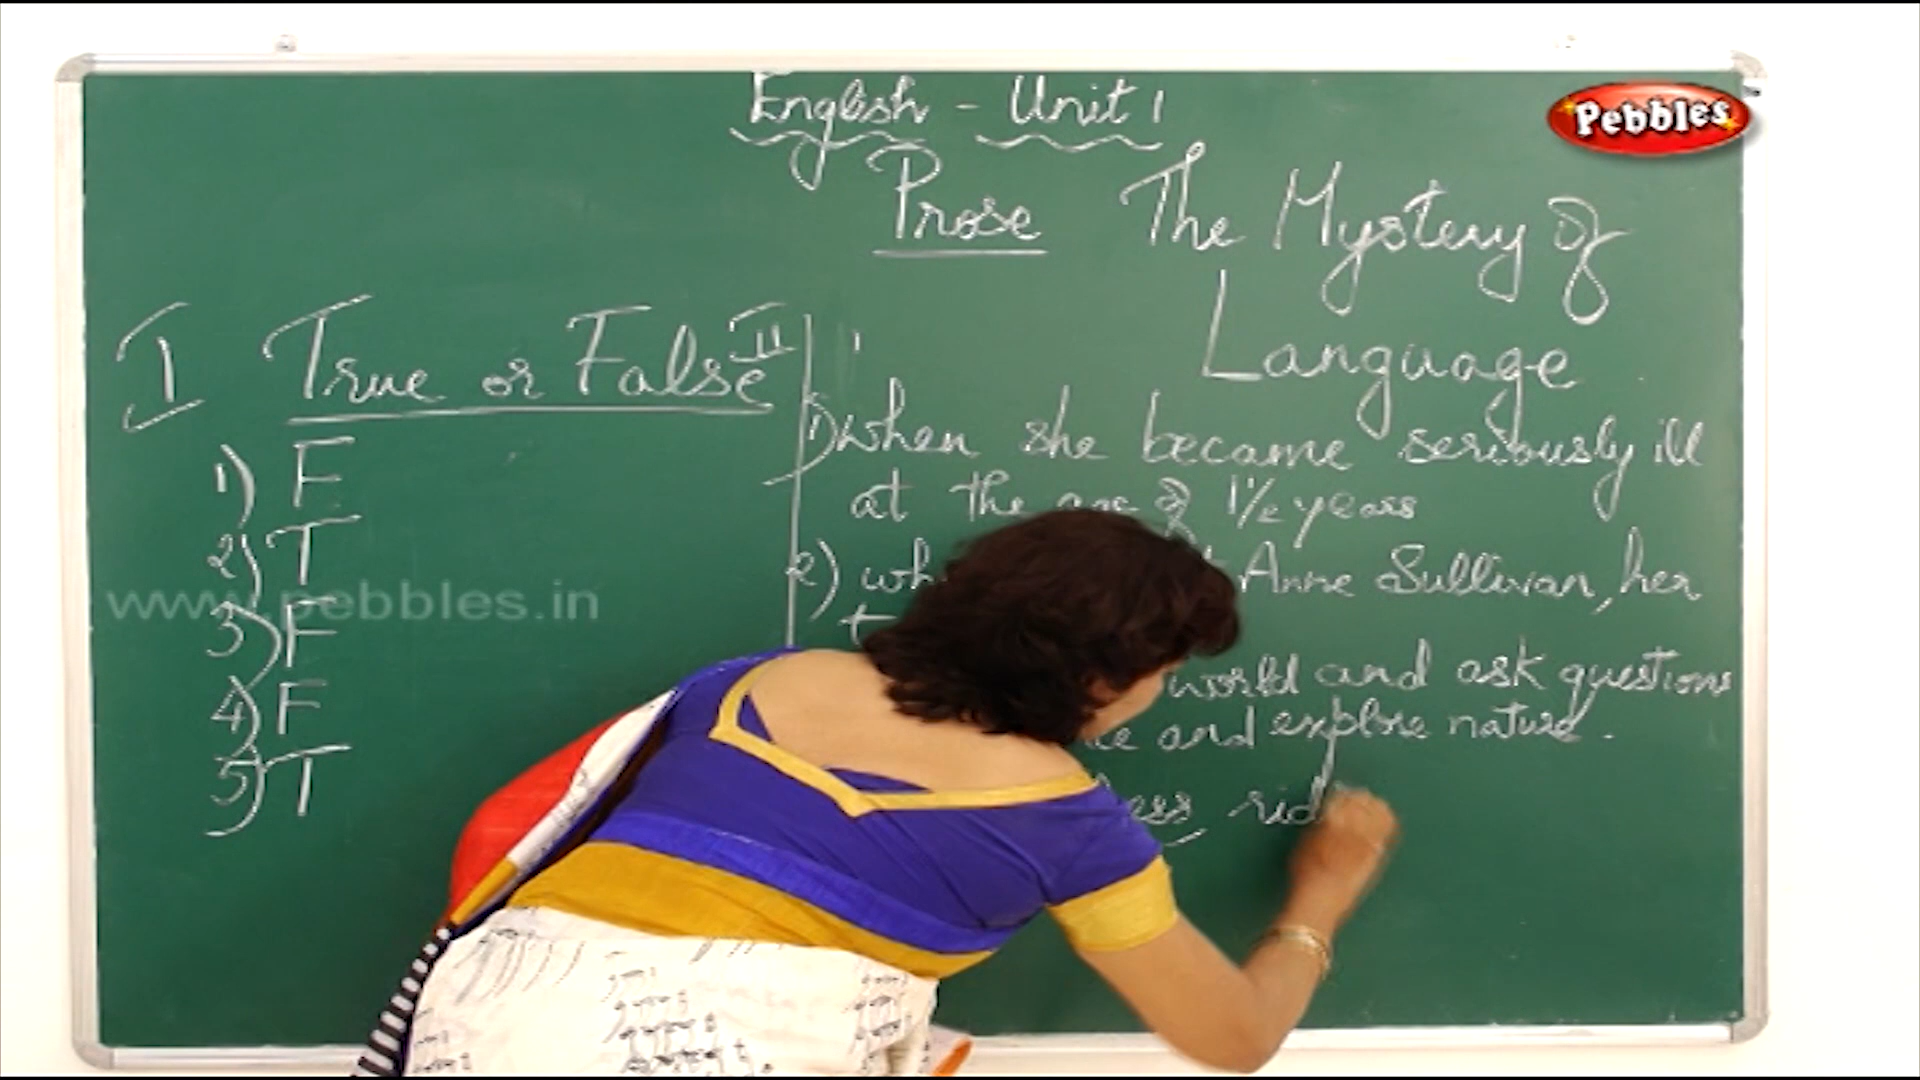 English - Unit 1
Pebbles
Prose The Mystery of
Language
I True or False
1) F
2) T
3) F
4) F
5) T
www.pebbles.in
II
1) when she became seriously ill
at the age of 1½ years
2) Anne Sullivan, her
world and ask questions
and explore nature.